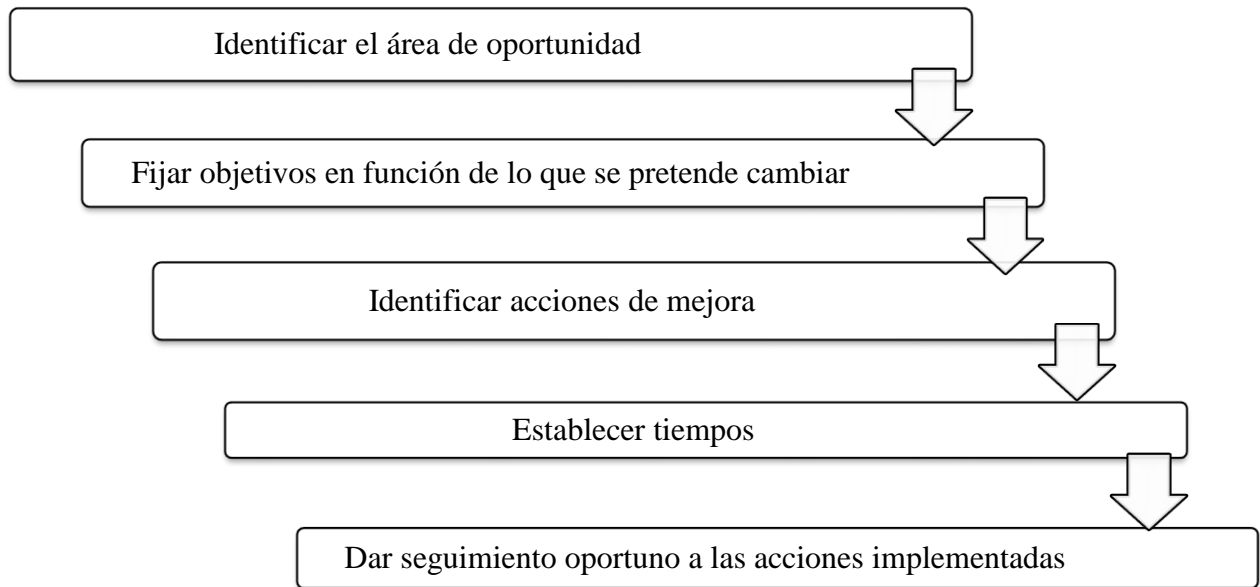 Identificar el área de oportunidad
Fijar objetivos en función de lo que se pretende cambiar
Identificar acciones de mejora
Establecer tiempos
Dar seguimiento oportuno a las acciones implementadas